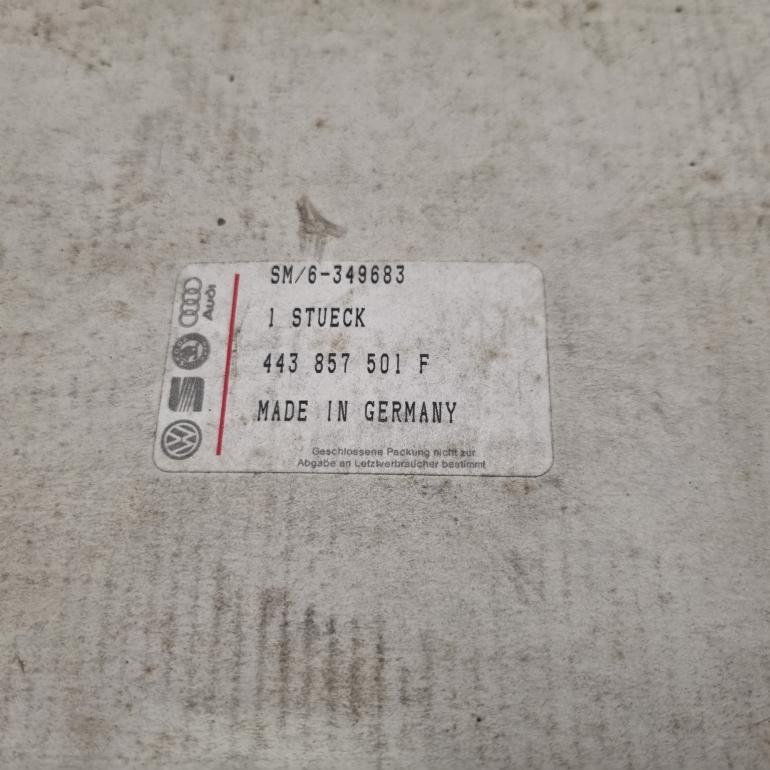 SM/6-349683
1 STUECK
443 857 501 F
MADE IN GERMANY
Geschlossene Packung nicht zur
Abgabe an Letztverbraucher bestimmt
Audi